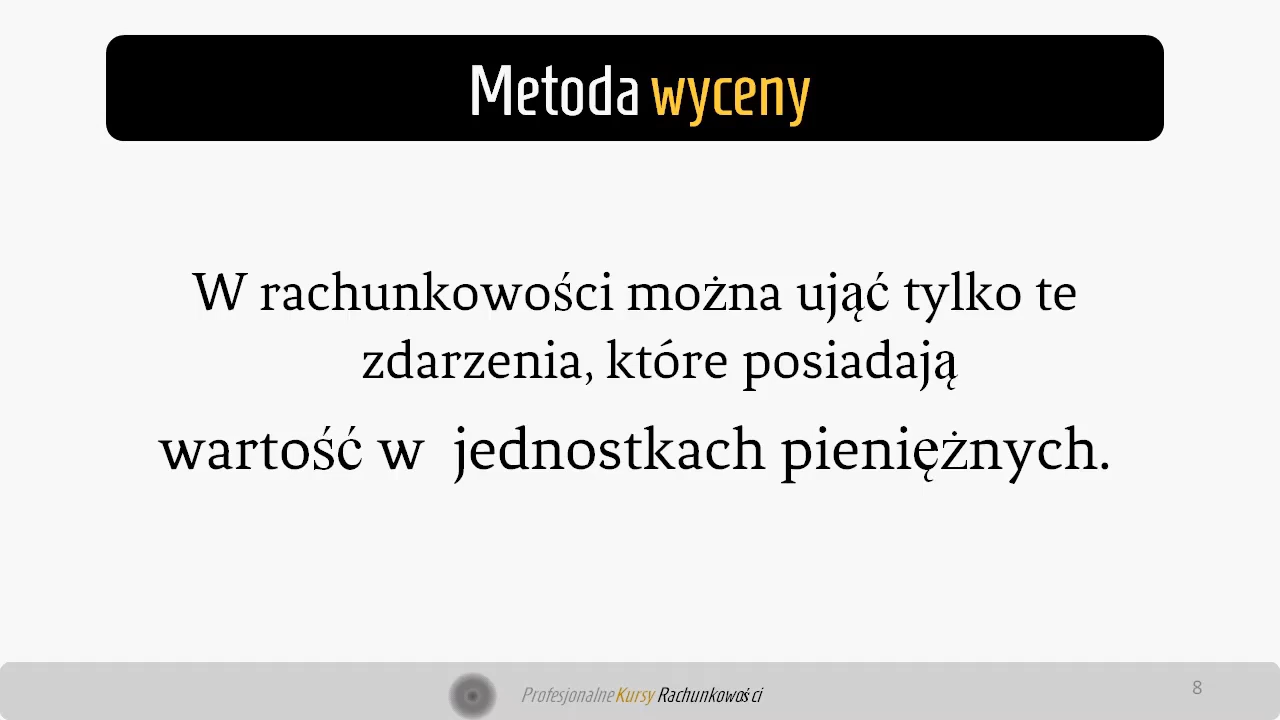 Metoda wyceny
W rachunkowości można ująć tylko te
zdarzenia, które posiadają
wartość w jednostkach pieniężnych.
Profesjonalne Kursy Rachunkowości
8